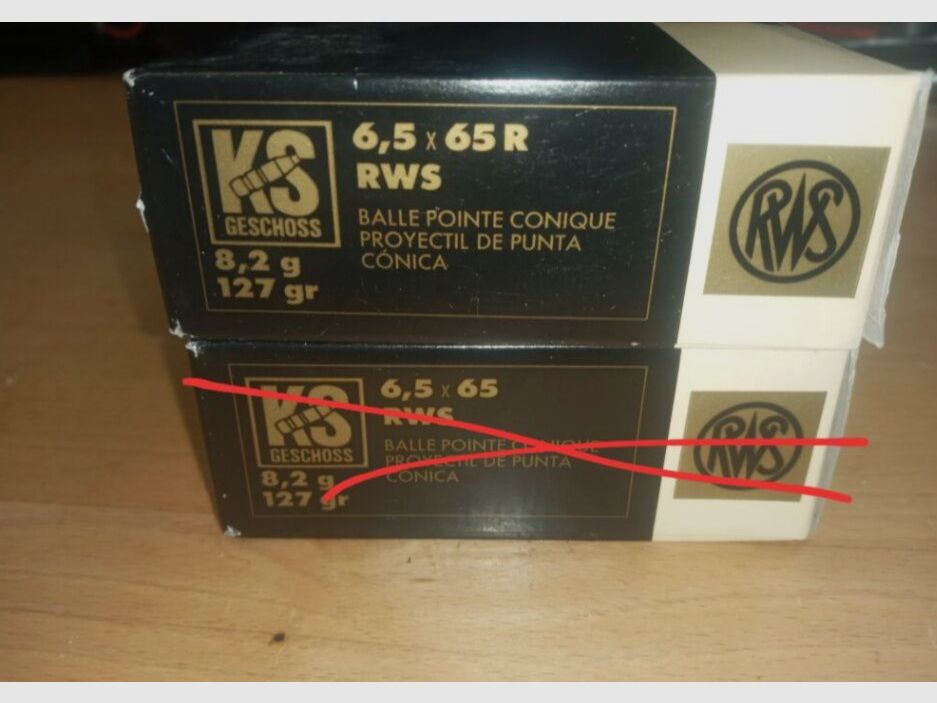 KS
GESCHOSS
8,2 g
127 gr
6,5 x 65 R
RWS
BALLE POINTE CONIQUE
PROYECTIL DE PUNTA
CÓNICA
RWS
KS
GESCHOSS
8,2 g
127 gr
6,5 x 65
RWS
BALLE POINTE CONIQUE
PROYECTIL DE PUNTA
CÓNICA
RWS